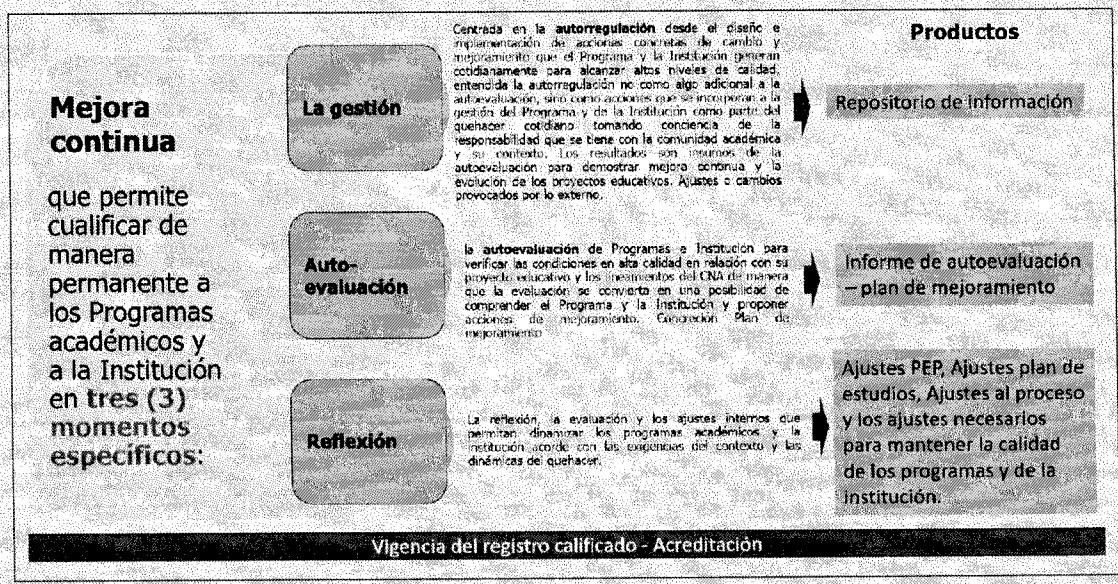 Mejora
continua
que permite
cualificar de
manera
permanente a
los Programas
académicos y
a la Institución
en tres (3)
momentos
específicos:
La gestión
Centrada en la autorregulación desde el diseño e
implementación de acciones concretas de cambio y
mejoramiento que el Programa y la Institución generan
cotidianamente para alcanzar altos niveles de calidad,
entendida la autorregulación no como algo adicional a la
autoevaluación, sino como acciones que se incorporan a la
gestión del Programa y de la Institución como parte del
quehacer cotidiano tomando conciencia de la
responsabilidad que se tiene con la comunidad académica
y su contexto. Los resultados son insumos de la
autoevaluación para demostrar mejora continua y la
evolución de los proyectos educativos. Ajustes o cambios
provocados por lo externo.
Productos
Repositorio de información
Auto-
evaluación
la autoevaluación de Programas e Institución para
verificar las condiciones en alta calidad en relación con su
proyecto educativo y los lineamientos del CNA de manera
que la evaluación se convierta en una posibilidad de
comprender el Programa y la Institución y proponer
acciones de mejoramiento. Concreción Plan de
mejoramiento
Informe de autoevaluación
– plan de mejoramiento
Reflexión
La reflexión, la evaluación y los ajustes internos que
permitan dinamizar los programas académicos y la
institución acorde con las exigencias del contexto y las
dinámicas del quehacer.
Ajustes PEP, Ajustes plan de
estudios, Ajustes al proceso
y los ajustes necesarios
para mantener la calidad
de los programas y de la
institución.
Vigencia del registro calificado - Acreditación